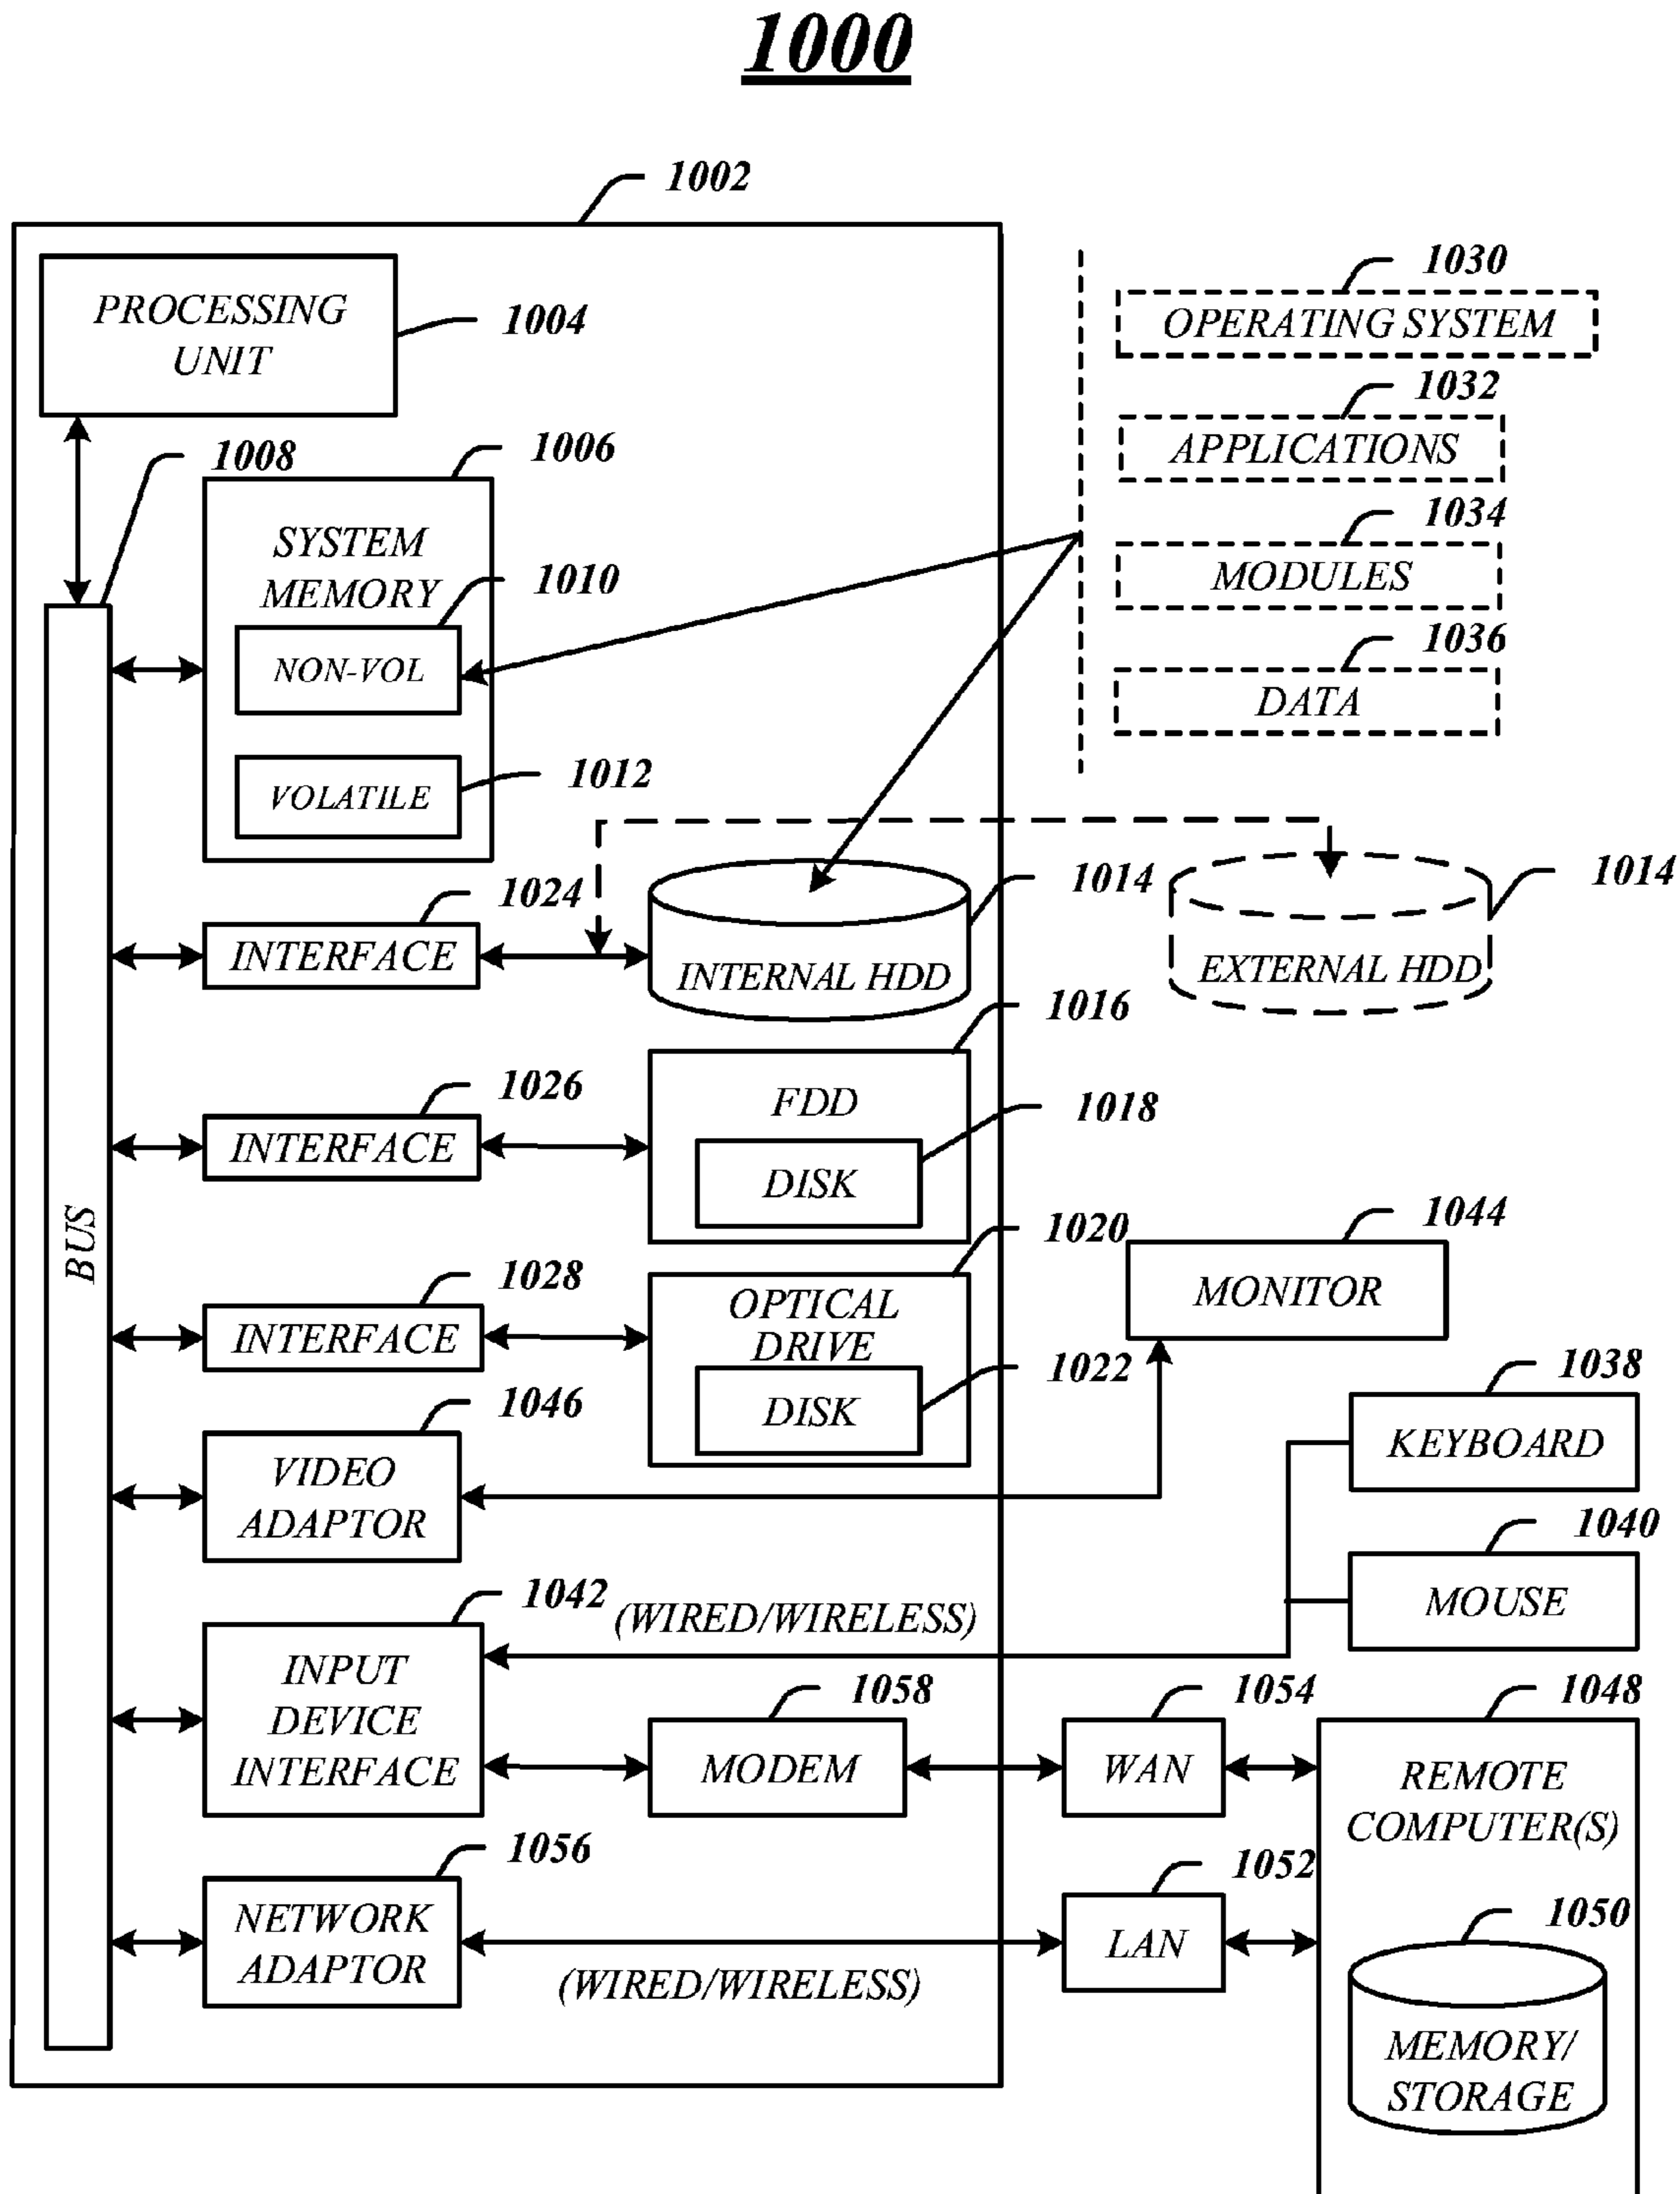 1000
1002
PROCESSING
UNIT
1004
1030
OPERATING SYSTEM
1032
APPLICATIONS
1034
MODULES
1036
DATA
1008
1006
SYSTEM
MEMORY
1010
NON-VOL
1012
VOLATILE
BUS
1024
INTERFACE
1014
INTERNAL HDD
1014
EXTERNAL HDD
1026
INTERFACE
1016
FDD
1018
DISK
1028
INTERFACE
1020
OPTICAL
DRIVE
1022
DISK
1044
MONITOR
1046
VIDEO
ADAPTOR
1038
KEYBOARD
1040
MOUSE
1042
(WIRED/WIRELESS)
INPUT
DEVICE
INTERFACE
1058
MODEM
1054
WAN
1048
REMOTE
COMPUTER(S)
1056
NETWORK
ADAPTOR
(WIRED/WIRELESS)
1052
LAN
1050
MEMORY/
STORAGE